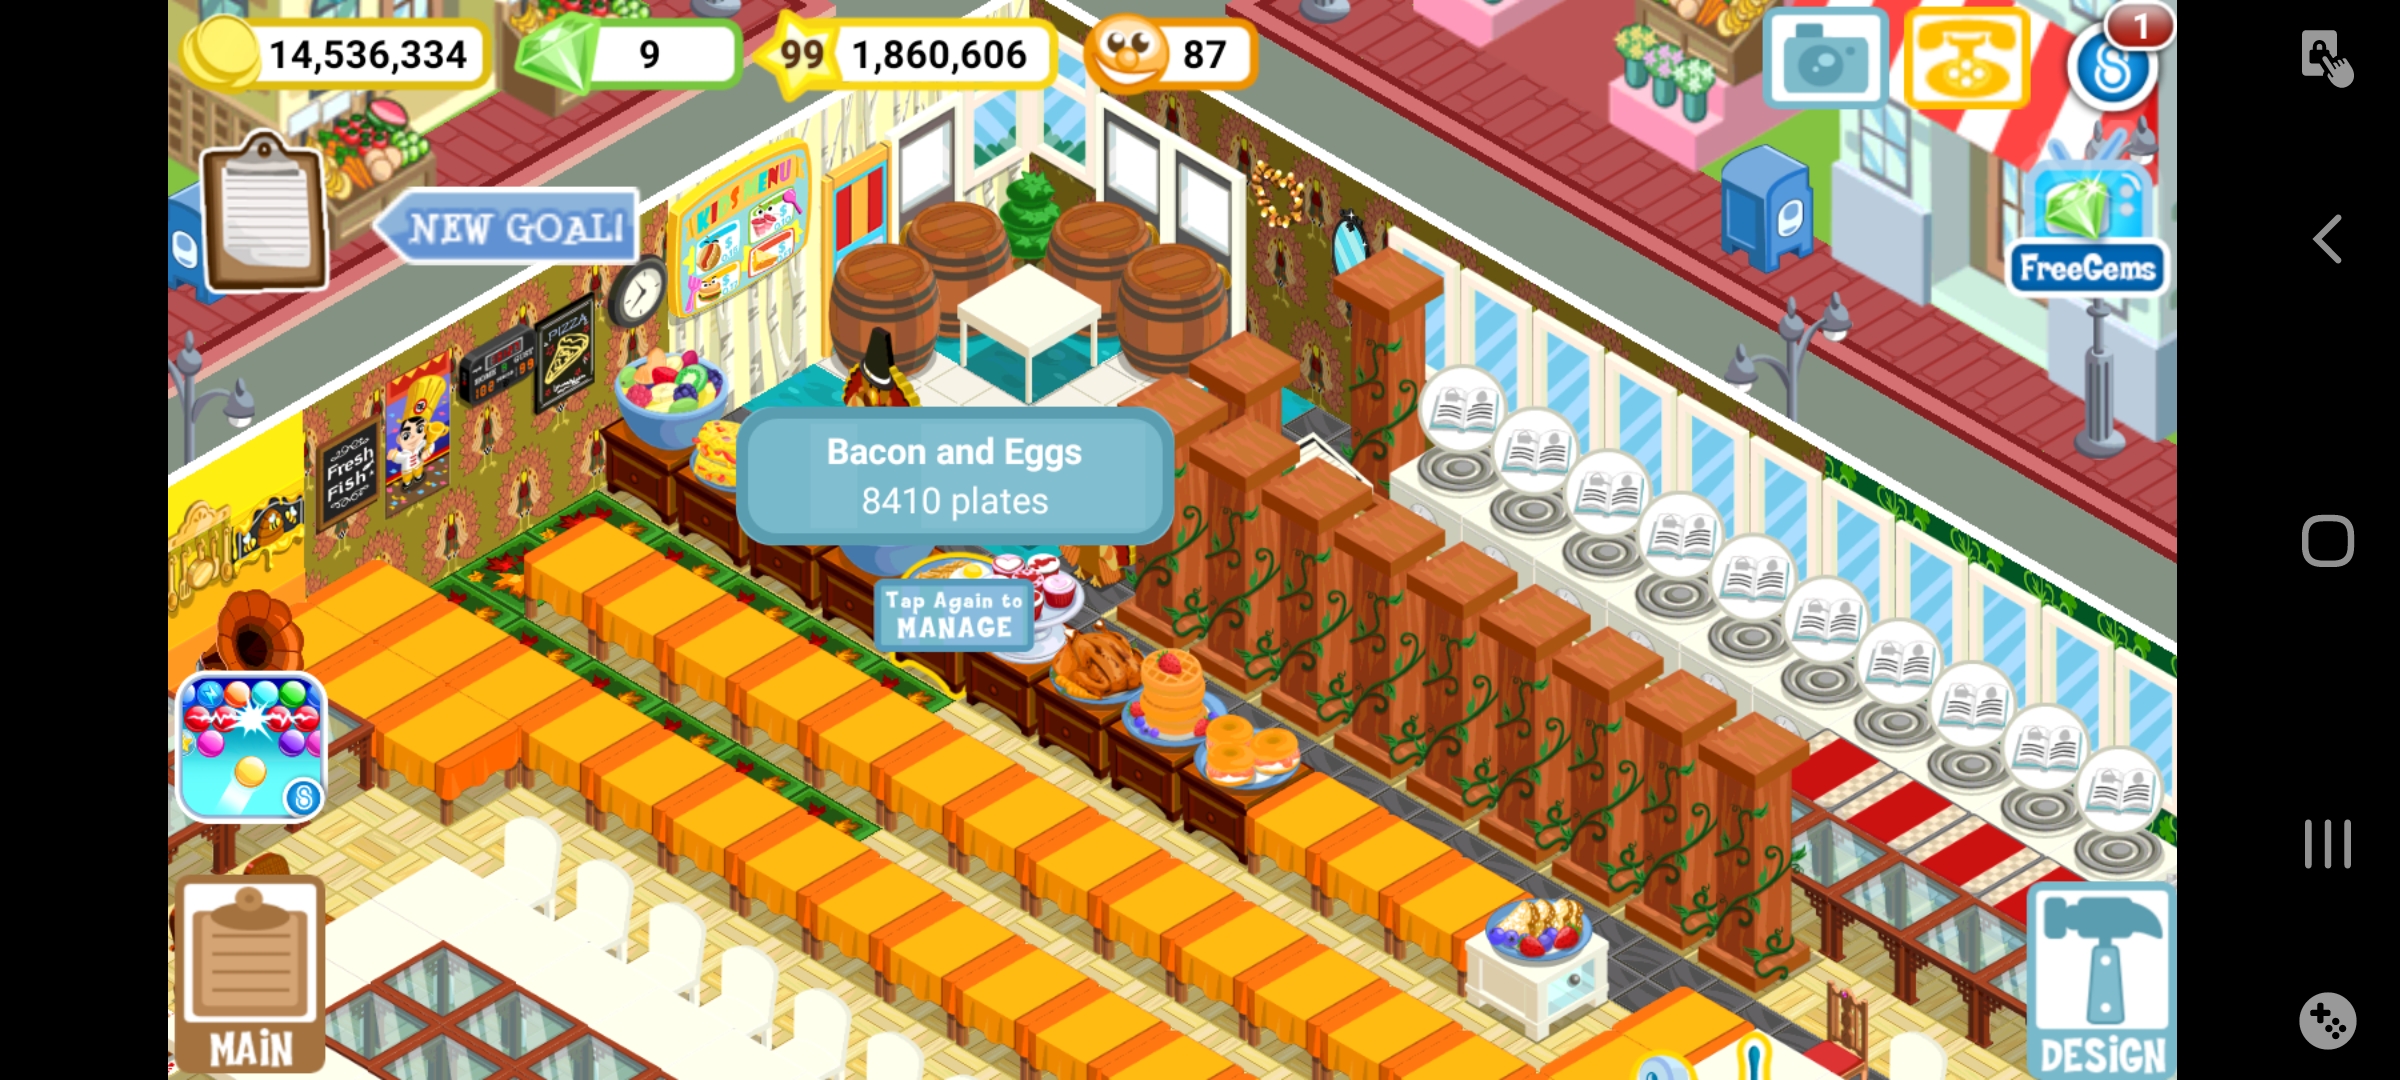 14,536,334
9
99 1,860,606
87
1
NEW GOAL!
KIDS MENU
PIZZA
Fresh
Fish
FreeGems
Bacon and Eggs
8410 plates
Tap Again to
MANAGE
MAIN
DESIGN